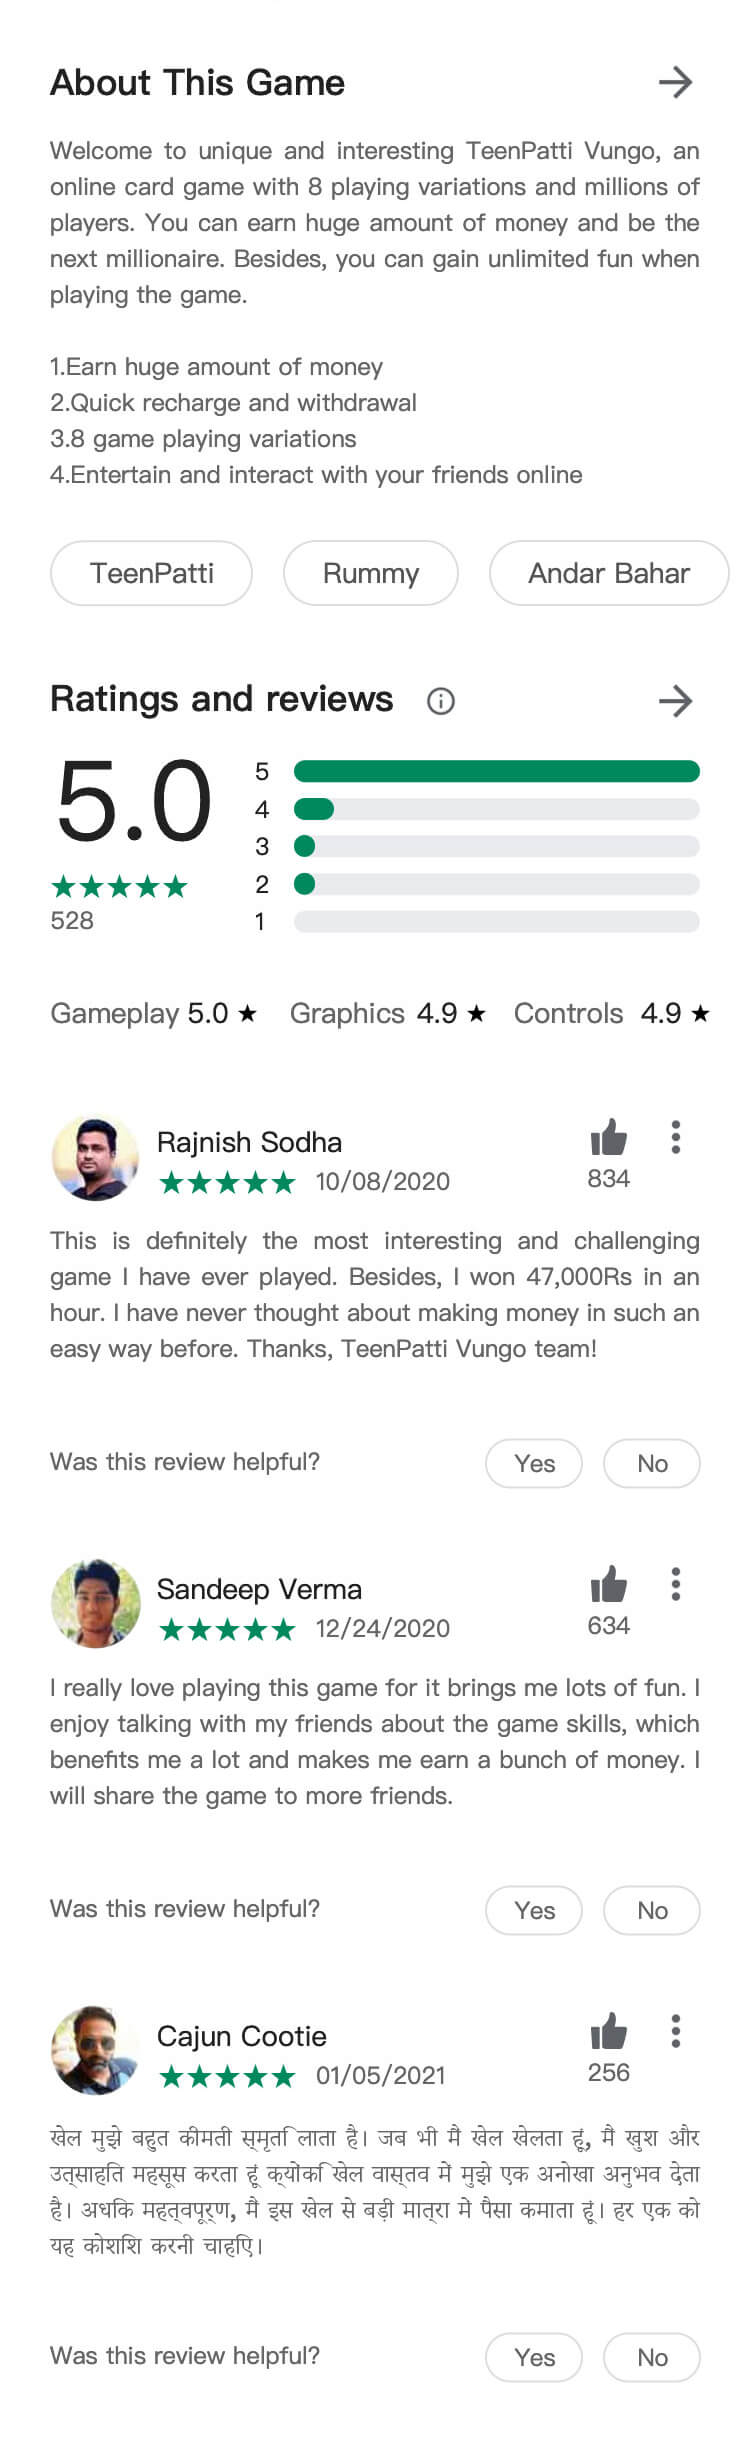 About This Game
Welcome to unique and interesting TeenPatti Vungo, an
online card game with 8 playing variations and millions of
players. You can earn huge amount of money and be the
next millionaire. Besides, you can gain unlimited fun when
playing the game.
1.Earn huge amount of money
2.Quick recharge and withdrawal
3.8 game playing variations
4.Entertain and interact with your friends online
TeenPatti Rummy Andar Bahar
Ratings and reviews
5.0
5
4
3
2
1
528
Gameplay 5.0 ★ Graphics 4.9 ★ Controls 4.9 ★
Rajnish Sodha
★★★★★ 10/08/2020
834
This is definitely the most interesting and challenging
game I have ever played. Besides, I won 47,000Rs in an
hour. I have never thought about making money in such an
easy way before. Thanks, TeenPatti Vungo team!
Was this review helpful? Yes No
Sandeep Verma
★★★★★ 12/24/2020
634
I really love playing this game for it brings me lots of fun. I
enjoy talking with my friends about the game skills, which
benefits me a lot and makes me earn a bunch of money. I
will share the game to more friends.
Was this review helpful? Yes No
Cajun Cootie
★★★★★ 01/05/2021
256
खेल मुझे बहुत कीमती स्मृति लाता है। जब भी मैं खेल खेलता हूं, मैं खुश और
उत्साहित महसूस करता हूं क्योंकि खेल वास्तव में मुझे एक अनोखा अनुभव देता
है। अधिक महत्वपूर्ण, मैं इस खेल से बड़ी मात्रा में पैसा कमाता हूं। हर एक को
यह कोशिश करनी चाहिए।
Was this review helpful? Yes No